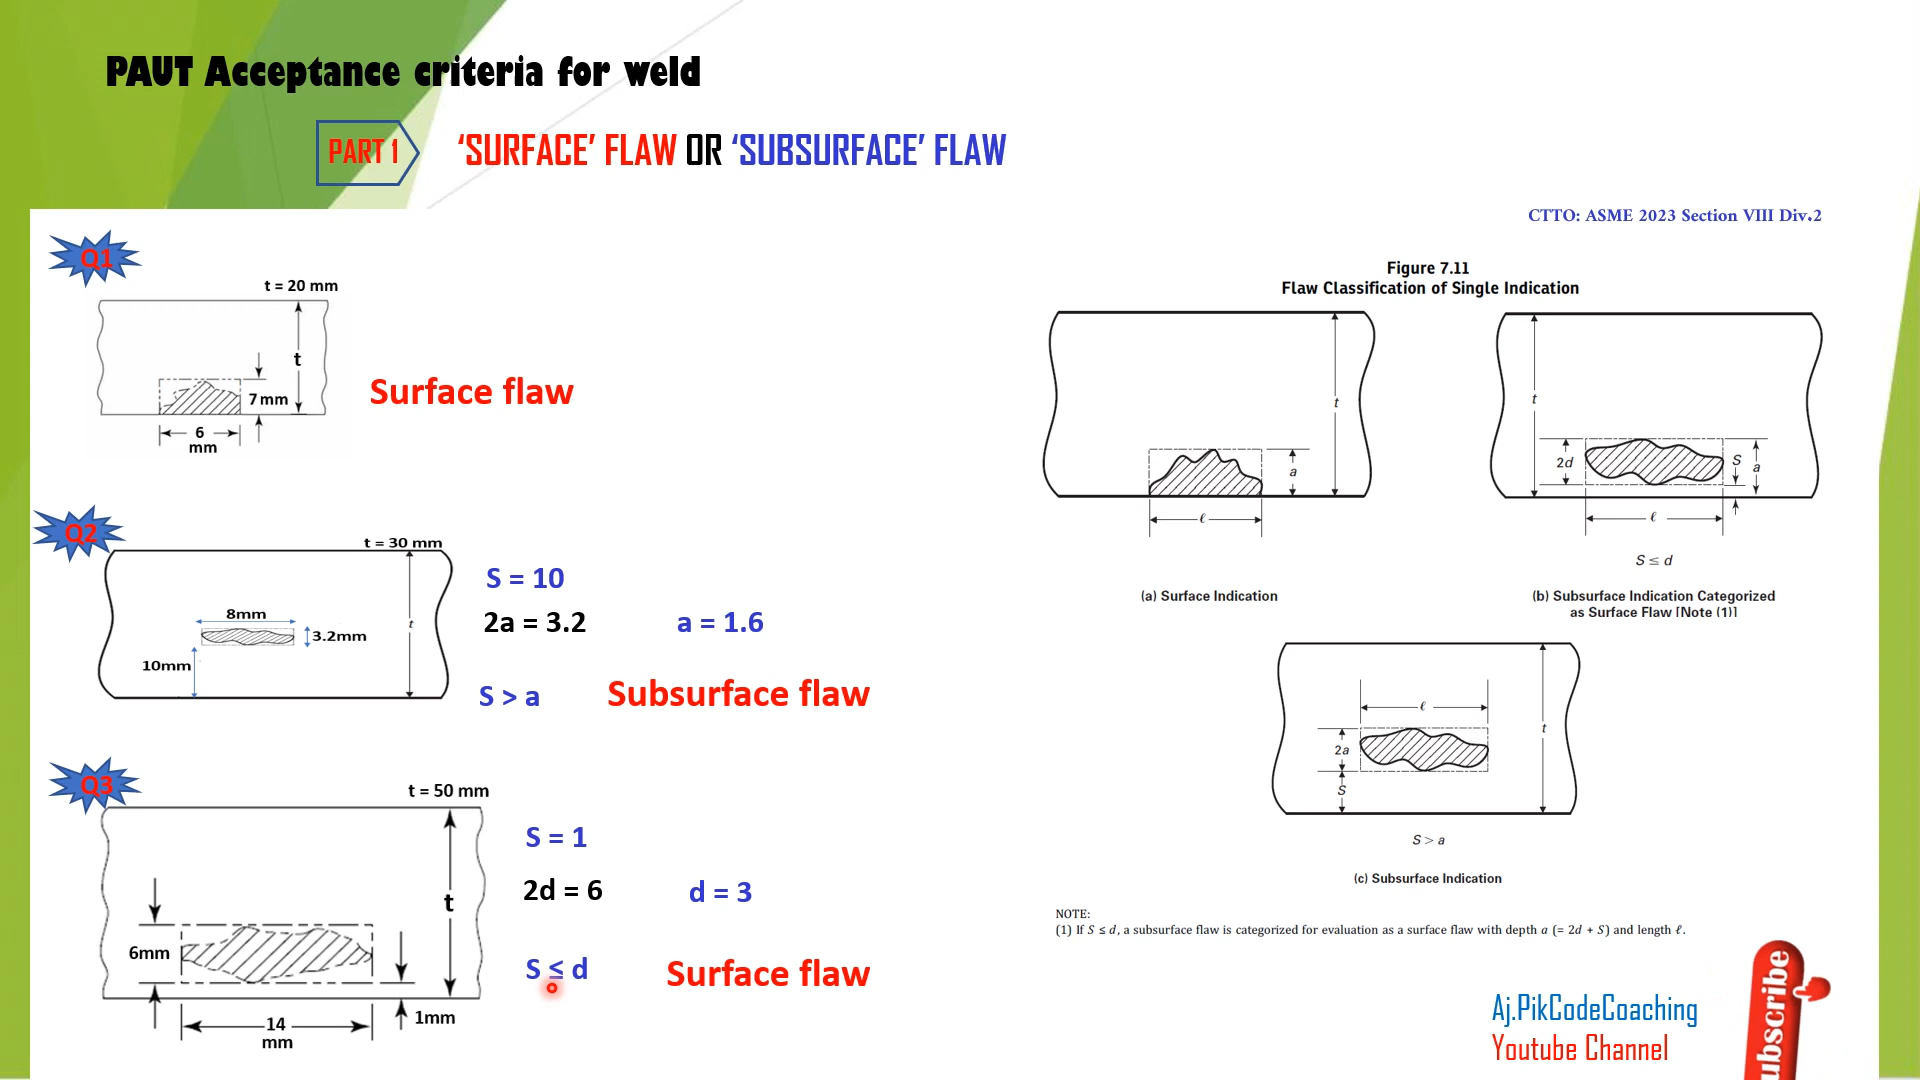 PAUT Acceptance criteria for weld
PART 1
‘SURFACE’ FLAW OR ‘SUBSURFACE’ FLAW
CTTO: ASME 2023 Section VIII Div.2
Q1
t = 20 mm
t
7mm
6
mm
Surface flaw
Q2
t = 30 mm
8mm
3.2mm
10mm
t
S = 10
2a = 3.2
a = 1.6
S > a
Subsurface flaw
Q3
t = 50 mm
t
6mm
14
mm
1mm
S = 1
2d = 6
d = 3
S ≤ d
Surface flaw
Figure 7.11
Flaw Classification of Single Indication
t
a
ℓ
(a) Surface Indication
t
2d
S
a
ℓ
S ≤ d
(b) Subsurface Indication Categorized
as Surface Flaw [Note (1)]
ℓ
t
2a
S
S > a
(c) Subsurface Indication
NOTE:
(1) If S ≤ d, a subsurface flaw is categorized for evaluation as a surface flaw with depth a (= 2d + S) and length ℓ.
Aj.PikCodeCoaching
Youtube Channel
ubscribe